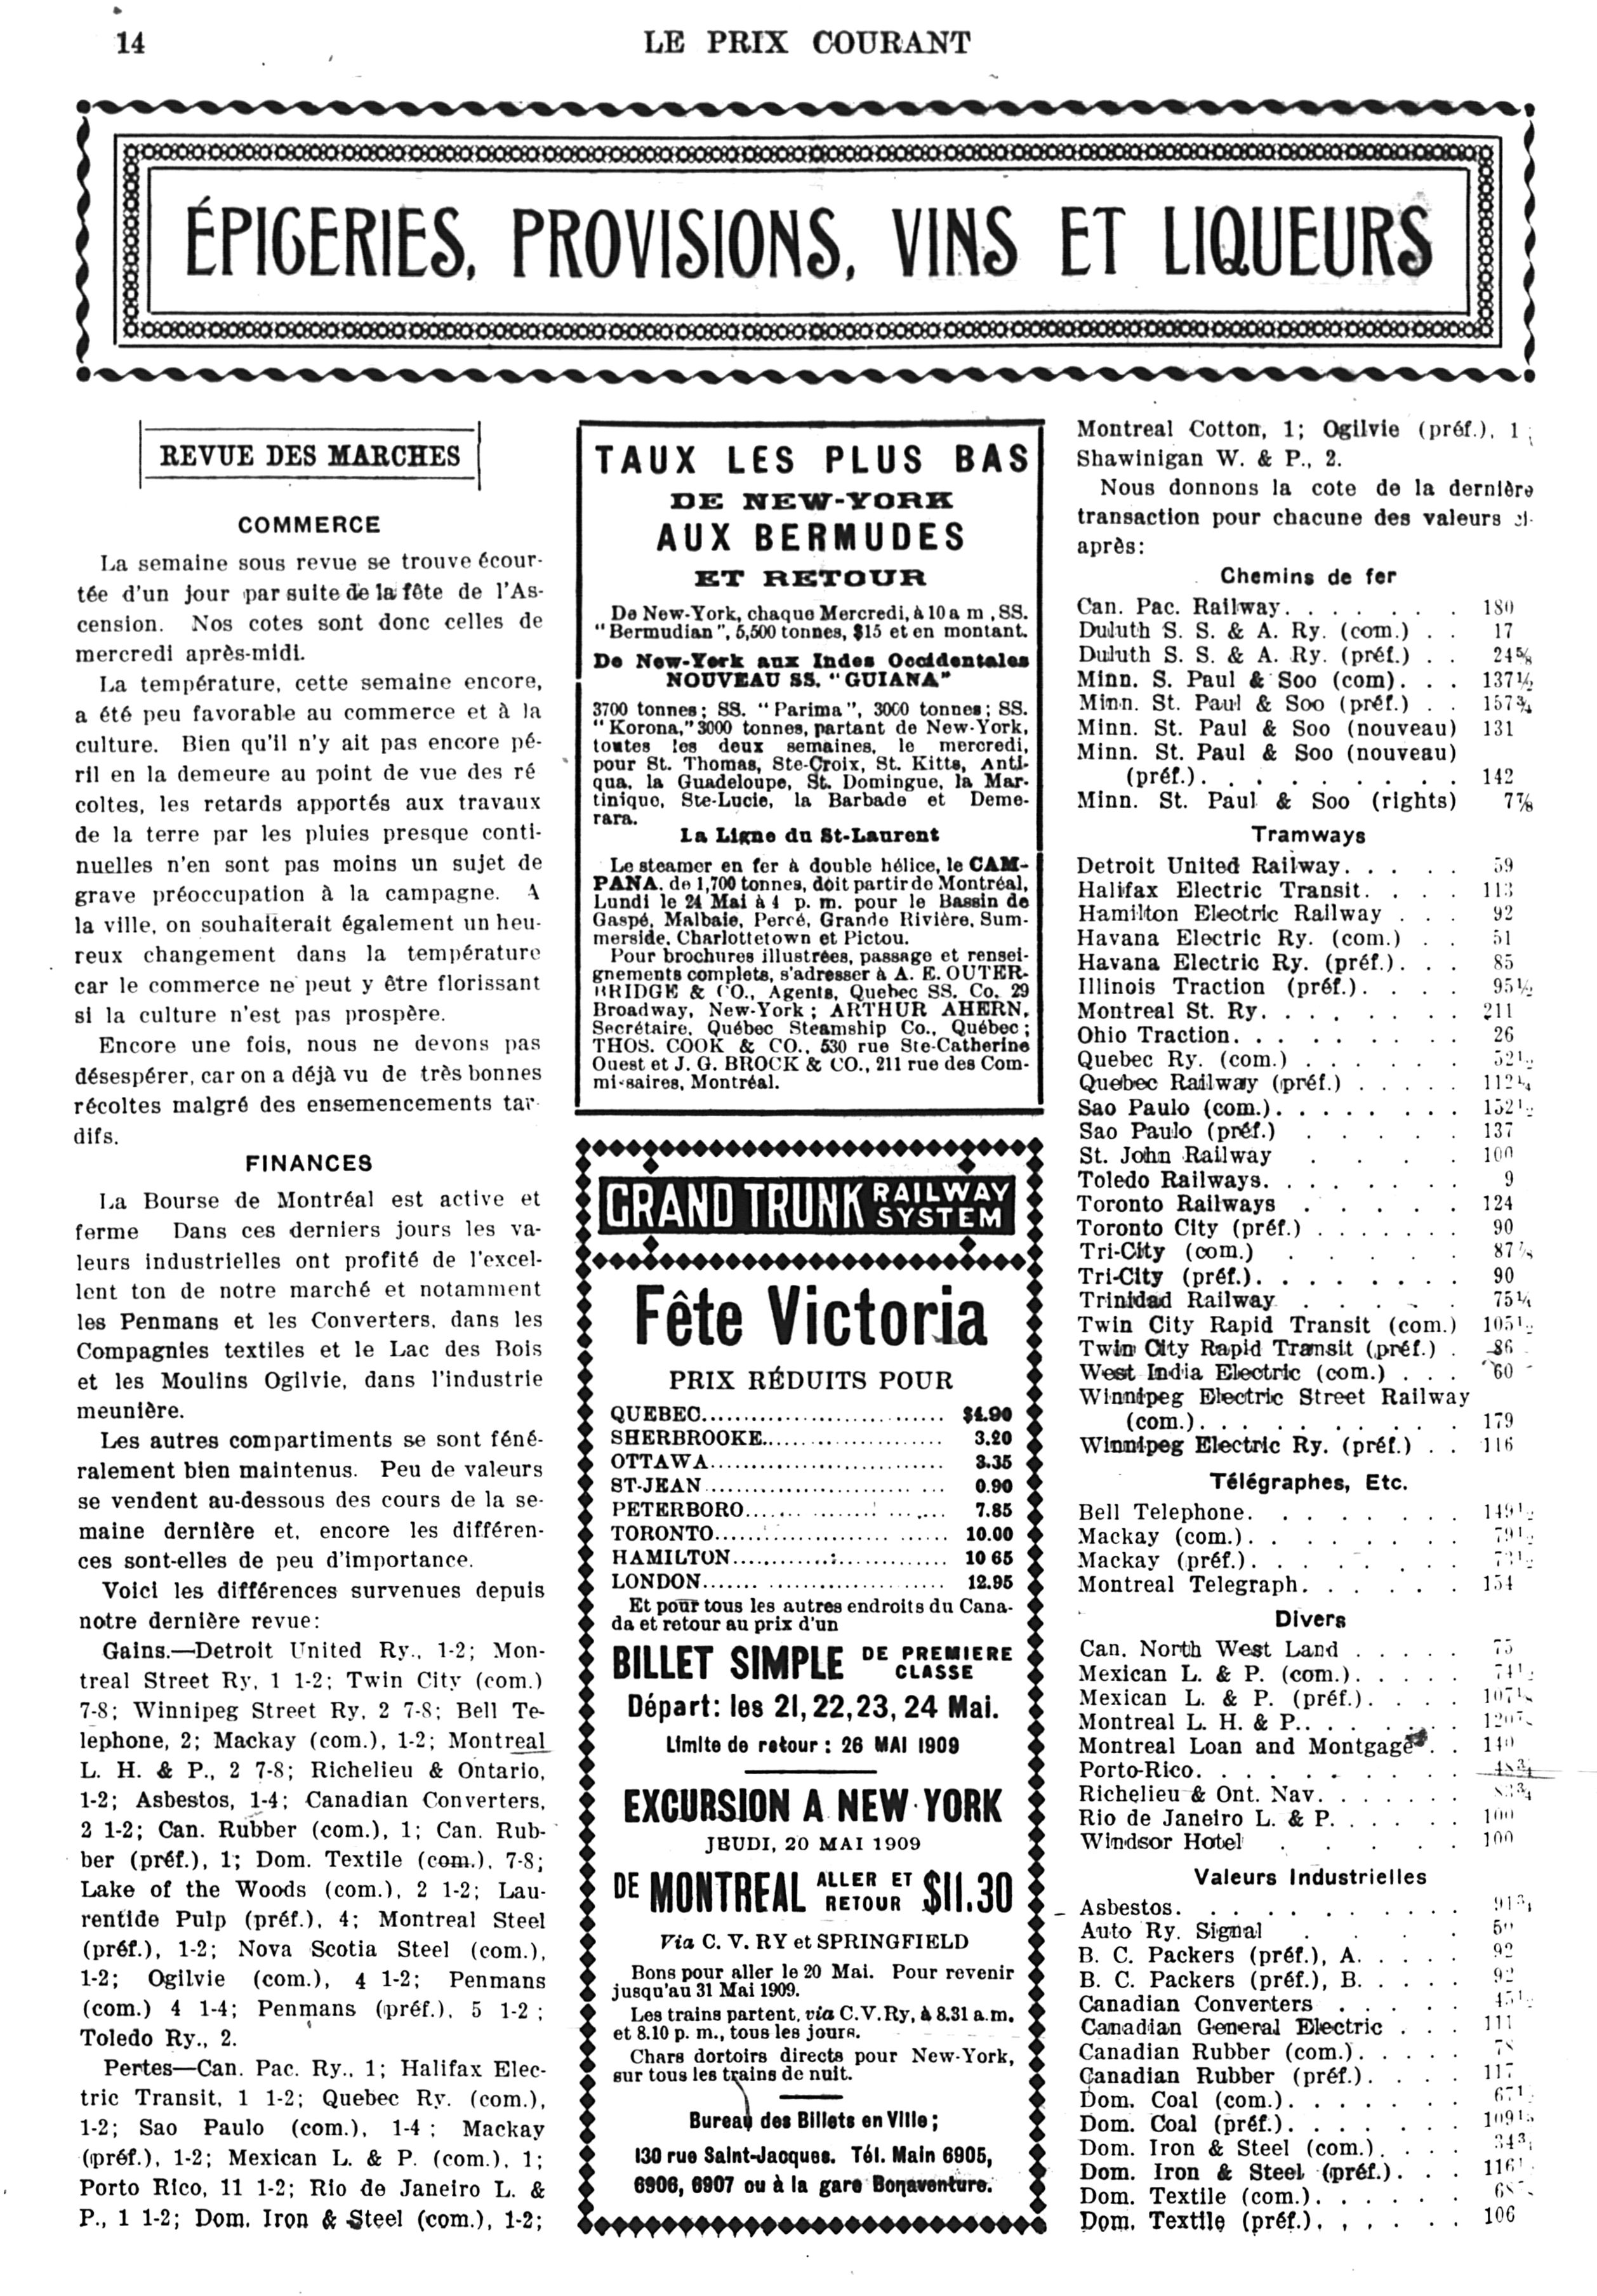 14
LE PRIX COURANT
ÉPICERIES, PROVISIONS, VINS ET LIQUEURS
REVUE DES MARCHES
COMMERCE
La semaine sous revue se trouve écour-
tée d'un jour par suite de la fête de l'As-
cension. Nos cotes sont donc celles de
mercredi après-midi.
La température, cette semaine encore,
a été peu favorable au commerce et à la
culture. Bien qu'il n'y ait pas encore pé-
ril en la demeure au point de vue des ré
coltes, les retards apportés aux travaux
de la terre par les pluies presque conti-
nuelles n'en sont pas moins un sujet de
grave préoccupation à la campagne. A
la ville, on souhaiterait également un heu-
reux changement dans la température
car le commerce ne peut y être florissant
si la culture n'est pas prospère.
Encore une fois, nous ne devons pas
désespérer, car on a déjà vu de très bonnes
récoltes malgré des ensemencements tar-
difs.
FINANCES
La Bourse de Montréal est active et
ferme Dans ces derniers jours les va-
leurs industrielles ont profité de l'excel-
lent ton de notre marché et notamment
les Penmans et les Converters, dans les
Compagnies textiles et le Lac des Bois
et les Moulins Ogilvie, dans l'industrie
meunière.
Les autres compartiments se sont féné-
ralement bien maintenus. Peu de valeurs
se vendent au-dessous des cours de la se-
maine dernière et, encore les différen-
ces sont-elles de peu d'importance.
Voici les différences survenues depuis
notre dernière revue:
Gains.—Detroit United Ry., 1-2; Mon-
treal Street Ry, 1 1-2; Twin City (com.)
7-8; Winnipeg Street Ry, 2 7-8; Bell Te-
lephone, 2; Mackay (com.), 1-2; Montreal
L. H. & P., 2 7-8; Richelieu & Ontario,
1-2; Asbestos, 1-4; Canadian Converters,
2 1-2; Can. Rubber (com.), 1; Can. Rub-
ber (préf.), 1; Dom. Textile (com.), 7-8;
Lake of the Woods (com.), 2 1-2; Lau-
rentide Pulp (préf.), 4; Montreal Steel
(préf.), 1-2; Nova Scotia Steel (com.),
1-2; Ogilvie (com.), 4 1-2; Penmans
(com.) 4 1-4; Penmans (préf.), 5 1-2;
Toledo Ry., 2.
Pertes—Can. Pac. Ry., 1; Halifax Elec-
tric Transit, 1 1-2; Quebec Ry. (com.),
1-2; Sao Paulo (com.), 1-4; Mackay
(préf.), 1-2; Mexican L. & P. (com.), 1;
Porto Rico, 11 1-2; Rio de Janeiro L. &
P., 1 1-2; Dom. Iron & Steel (com.), 1-2;
TAUX LES PLUS BAS
DE NEW-YORK
AUX BERMUDES
ET RETOUR
De New-York, chaque Mercredi, à 10 a m, SS.
"Bermudian", 5,500 tonnes, $15 et en montant.
De New-York aux Indes Occidentales
NOUVEAU SS. "GUIANA"
3700 tonnes; SS. "Parima", 3000 tonnes; SS.
"Korona," 3000 tonnes, partant de New-York,
toutes les deux semaines, le mercredi,
pour St. Thomas, Ste-Croix, St. Kitts, Anti-
qua, la Guadeloupe, St. Domingue, la Mar-
tinique, Ste-Lucie, la Barbade et Deme-
rara.
La Ligne du St-Laurent
Le steamer en fer à double hélice, le CAM-
PANA, de 1,700 tonnes, doit partir de Montréal,
Lundi le 24 Mai à 4 p. m. pour le Bassin de
Gaspé, Malbaie, Percé, Grande Rivière, Sum-
merside, Charlottetown et Pictou.
Pour brochures illustrées, passage et rensei-
gnements complets, s'adresser à A. E. OUTER-
BRIDGE & CO., Agents, Quebec SS. Co. 29
Broadway, New-York; ARTHUR AHERN,
Secrétaire, Québec Steamship Co., Québec;
THOS. COOK & CO., 530 rue Ste-Catherine
Ouest et J. G. BROCK & CO., 211 rue des Com-
missaires, Montréal.
GRAND TRUNK RAILWAY SYSTEM
Fête Victoria
PRIX RÉDUITS POUR
QUEBEC $4.90
SHERBROOKE 3.20
OTTAWA 3.35
ST-JEAN 0.90
PETERBORO 7.85
TORONTO 10.00
HAMILTON 10 65
LONDON 12.95
Et pour tous les autres endroits du Cana-
da et retour au prix d'un
BILLET SIMPLE DE PREMIERE CLASSE
Départ: les 21, 22, 23, 24 Mai.
Limite de retour: 26 MAI 1909
EXCURSION A NEW-YORK
JEUDI, 20 MAI 1909
DE MONTREAL ALLER ET RETOUR $11.30
Via C. V. RY et SPRINGFIELD
Bons pour aller le 20 Mai. Pour revenir
jusqu'au 31 Mai 1909.
Les trains partent, via C.V.Ry, à 8.31 a.m.
et 8.10 p. m., tous les jours.
Chars dortoirs directs pour New-York,
sur tous les trains de nuit.
Bureau des Billets en Ville;
130 rue Saint-Jacques. Tél. Main 6905,
6906, 6907 ou à la gare Bonaventure.
Montreal Cotton, 1; Ogilvie (préf.), 1;
Shawinigan W. & P., 2.
Nous donnons la cote de la dernière
transaction pour chacune des valeurs ci-
après:
Chemins de fer
Can. Pac. Railway 180
Duluth S. S. & A. Ry. (com.) 17
Duluth S. S. & A. Ry. (préf.) 24⅝
Minn. S. Paul & Soo (com) 137½
Minn. St. Paul & Soo (préf.) 157¾
Minn. St. Paul & Soo (nouveau) 131
Minn. St. Paul & Soo (nouveau)
(préf.) 142
Minn. St. Paul & Soo (rights) 7⅞
Tramways
Detroit United Railway 59
Halifax Electric Transit 113
Hamilton Electric Railway 92
Havana Electric Ry. (com.) 51
Havana Electric Ry. (préf.) 85
Illinois Traction (préf.) 95½
Montreal St. Ry. 211
Ohio Traction 26
Quebec Ry. (com.) 52½
Quebec Railway (préf.) 112¼
Sao Paulo (com.) 152½
Sao Paulo (préf.) 137
St. John Railway 100
Toledo Railways 9
Toronto Railways 124
Toronto City (préf.) 90
Tri-City (com.) 87⅞
Tri-City (préf.) 90
Trinidad Railway 75¼
Twin City Rapid Transit (com.) 105½
Twin City Rapid Transit (préf.) 86
West India Electric (com.) 60
Winnipeg Electric Street Railway
(com.) 179
Winnipeg Electric Ry. (préf.) 116
Télégraphes, Etc.
Bell Telephone 149½
Mackay (com.) 79½
Mackay (préf.)
Montreal Telegraph 154
Divers
Can. North West Land 75
Mexican L. & P. (com.) 74½
Mexican L. & P. (préf.)
Montreal L. H. & P. 120⅞
Montreal Loan and Montgage 140
Porto-Rico 48¾
Richelieu & Ont. Nav. 83¾
Rio de Janeiro L. & P. 100
Windsor Hotel 100
Valeurs Industrielles
Asbestos 91¾
Auto Ry. Signal 50
B. C. Packers (préf.), A. 92
B. C. Packers (préf.), B. 92
Canadian Converters 45½
Canadian General Electric 111
Canadian Rubber (com.) 78
Canadian Rubber (préf.) 117
Dom. Coal (com.)
Dom. Coal (préf.)
Dom. Iron & Steel (com.) 34¾
Dom. Iron & Steel (préf.)
Dom. Textile (com.)
Dom. Textile (préf.) 106